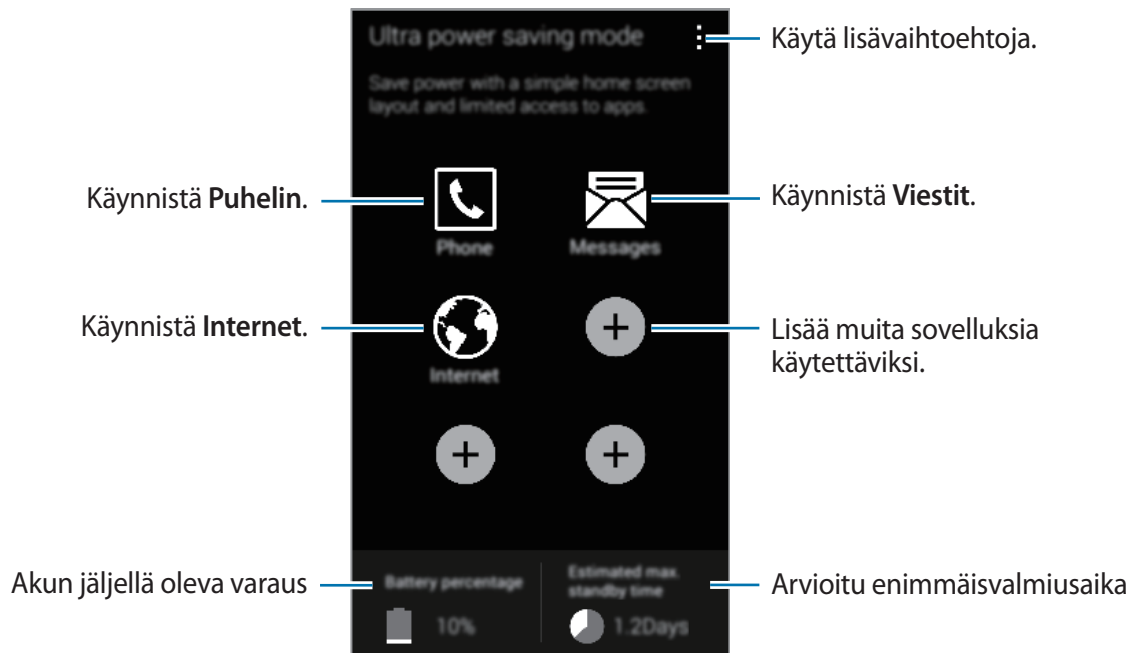 Ultra power saving mode
Käytä lisävaihtoehtoja.
Save power with a simple home screen
layout and limited access to apps.
Käynnistä Puhelin.
Käynnistä Viestit.
Phone
Messages
Käynnistä Internet.
Lisää muita sovelluksia
käytettäviksi.
Internet
Akun jäljellä oleva varaus
Battery percentage
10%
Estimated max.
standby time
1.2Days
Arvioitu enimmäisvalmiusaika